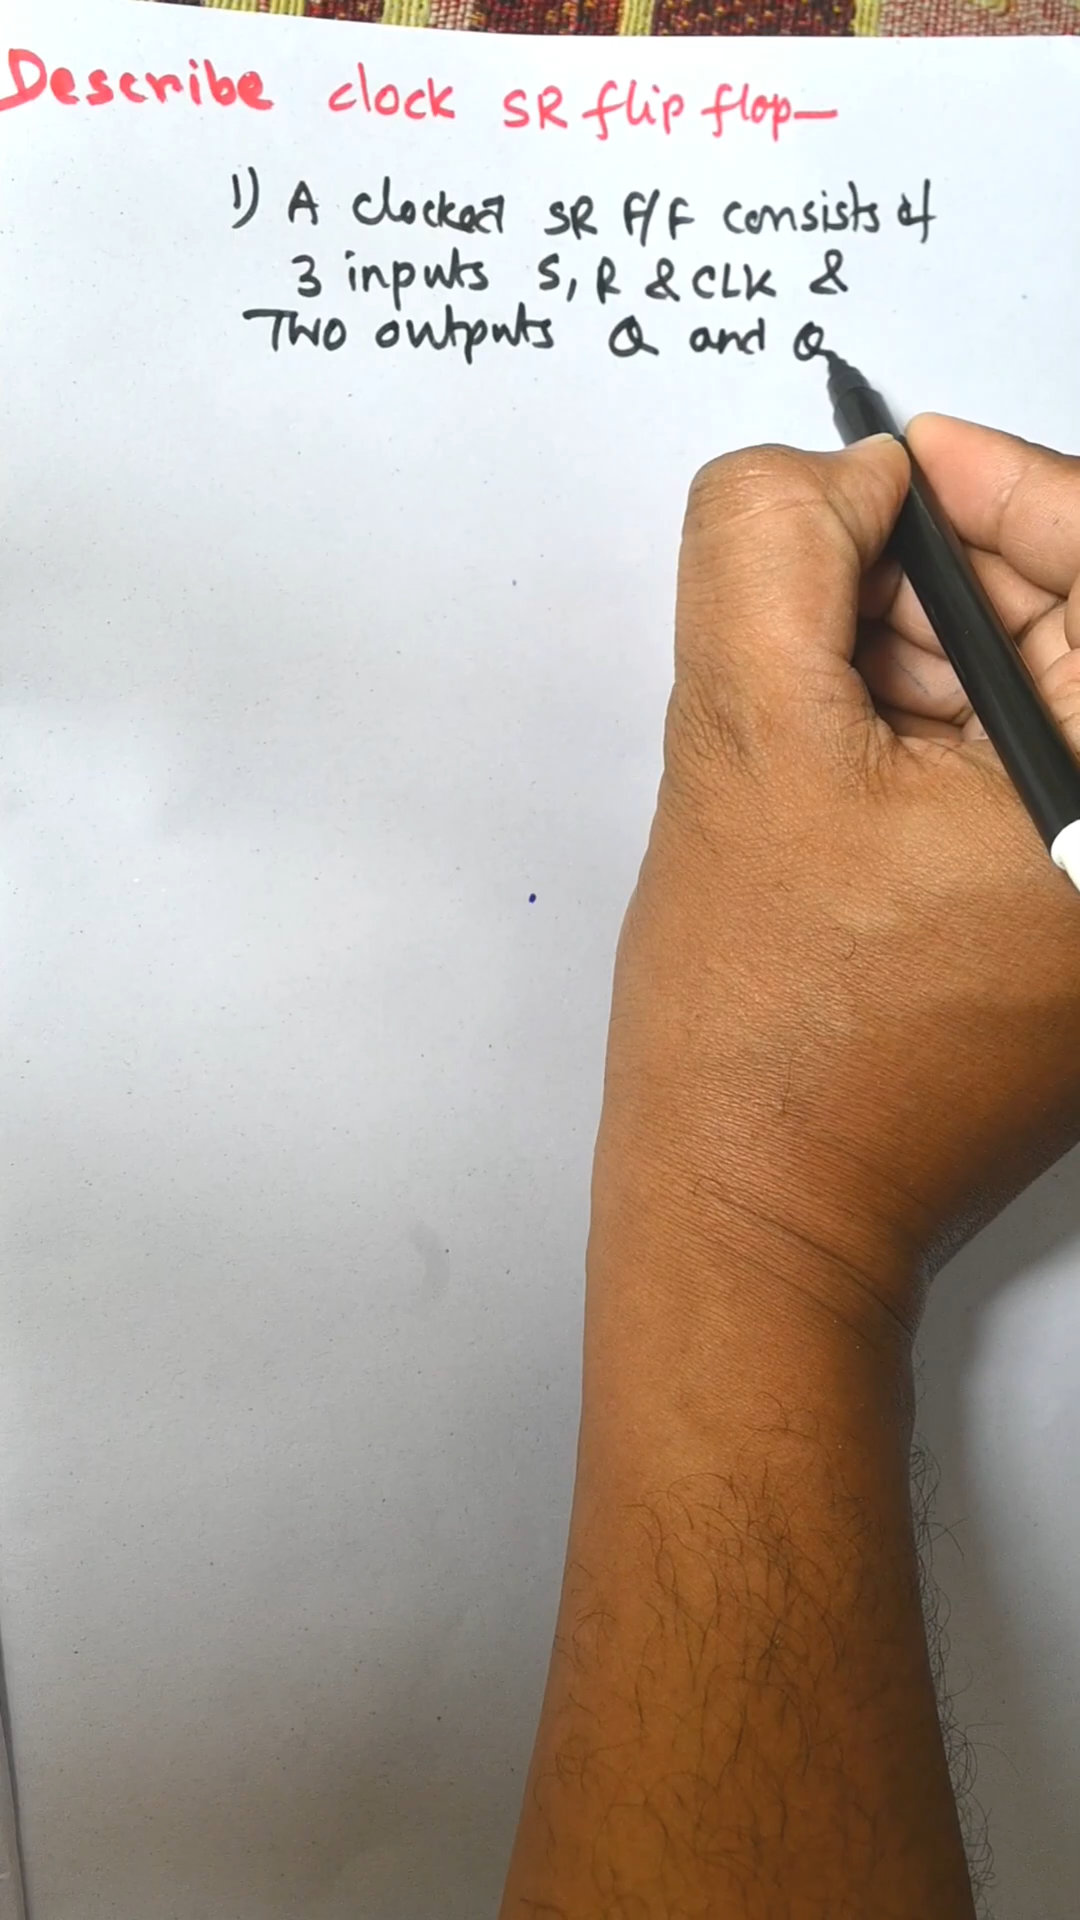 Describe clock SR flip flop-
1) A clocked SR F/F consists of
3 inputs S, R & CLK &
Two outputs Q and Q